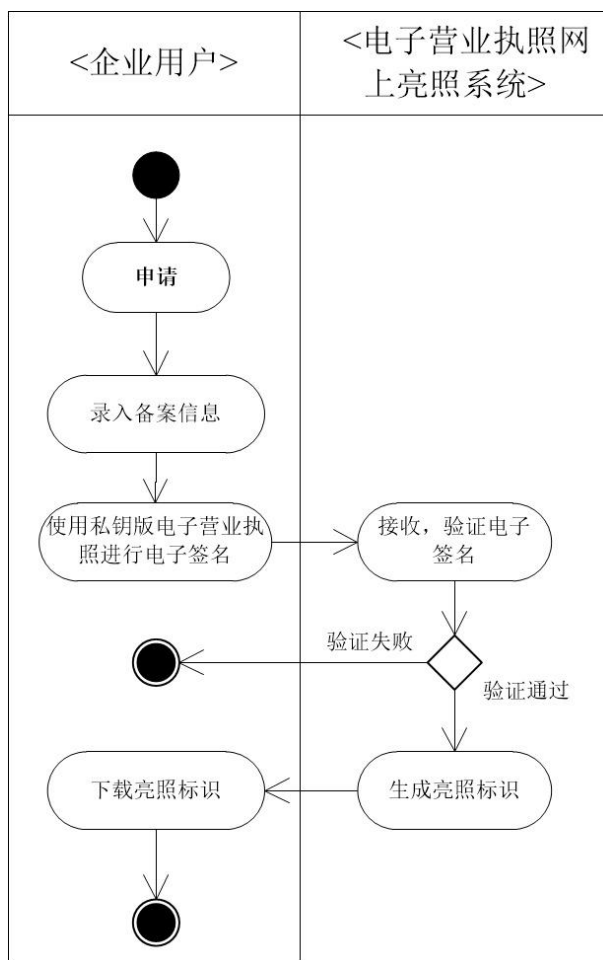 <企业用户>
<电子营业执照网
上亮照系统>
申请
录入备案信息
使用私钥版电子营业执
照进行电子签名
接收，验证电子
签名
验证失败
验证通过
下载亮照标识
生成亮照标识